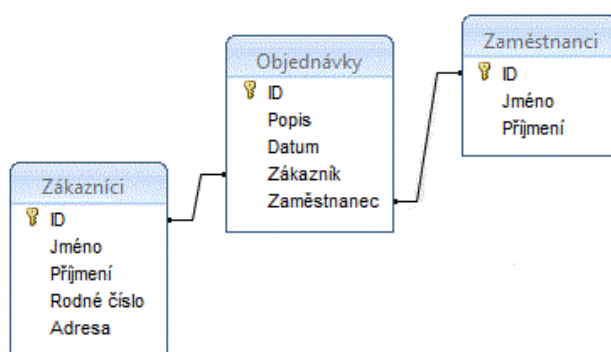 Zákazníci
ID
Jméno
Příjmení
Rodné číslo
Adresa
Objednávky
ID
Popis
Datum
Zákazník
Zaměstnanec
Zaměstnanci
ID
Jméno
Příjmení